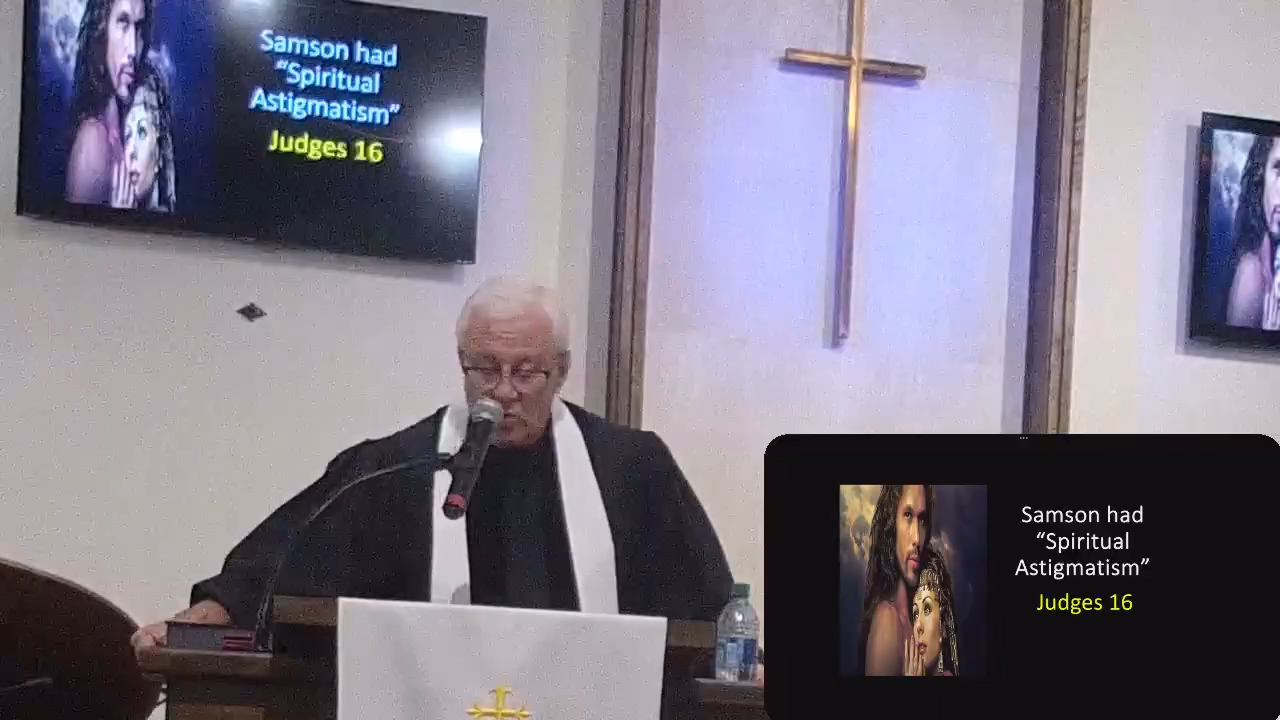 Samson had
“Spiritual
Astigmatism”
Judges 16
Samson had
“Spiritual
Astigmatism”
Judges 16